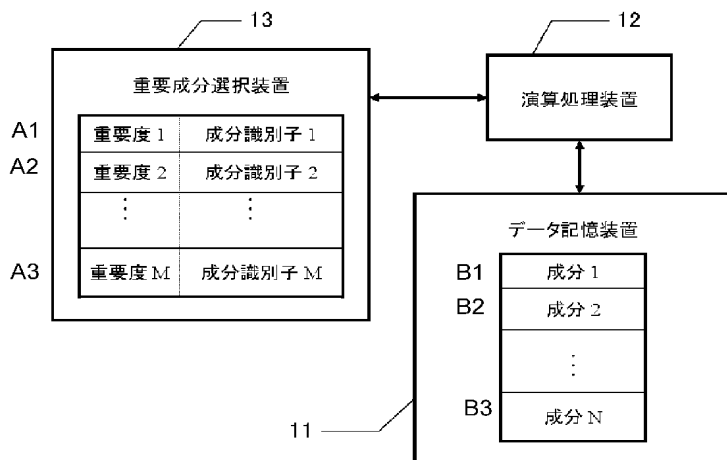 13
12
重要成分選択装置
演算処理装置
A1
重要度 1
成分識別子 1
A2
重要度 2
成分識別子 2
⋮
⋮
A3
重要度 M
成分識別子 M
データ記憶装置
B1
成分 1
B2
成分 2
⋮
B3
成分 N
11